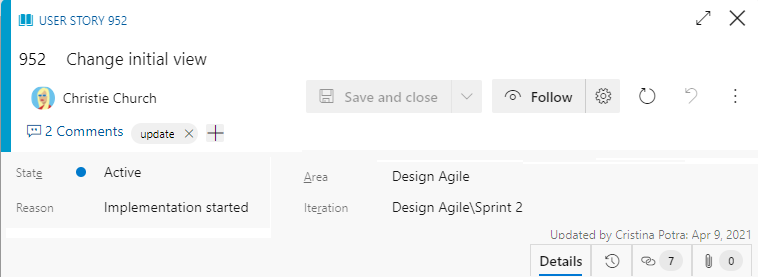 USER STORY 952
952 Change initial view
Christie Church
Save and close
Follow
2 Comments update
State Active
Area Design Agile
Reason Implementation started
Iteration Design Agile\Sprint 2
Updated by Cristina Potra: Apr 9, 2021
Details 7 0